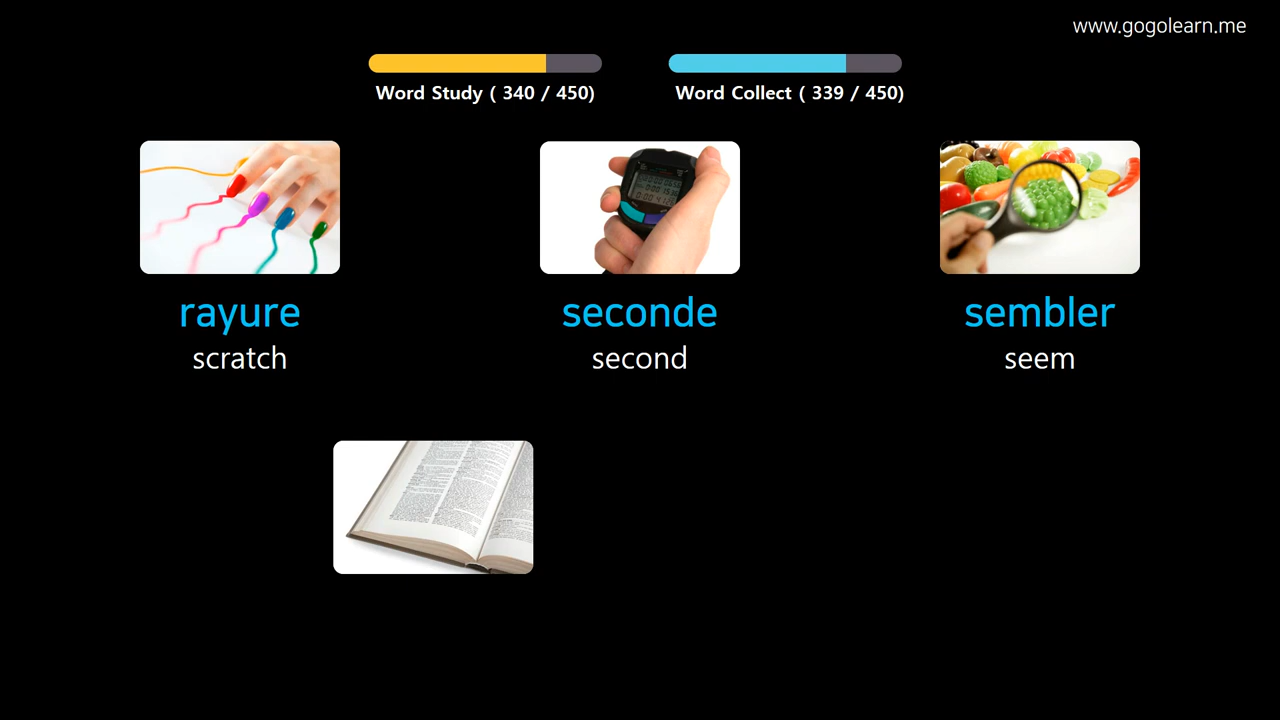 www.gogolearn.me
Word Study ( 340 / 450)
Word Collect ( 339 / 450)
rayure
scratch
seconde
second
sembler
seem